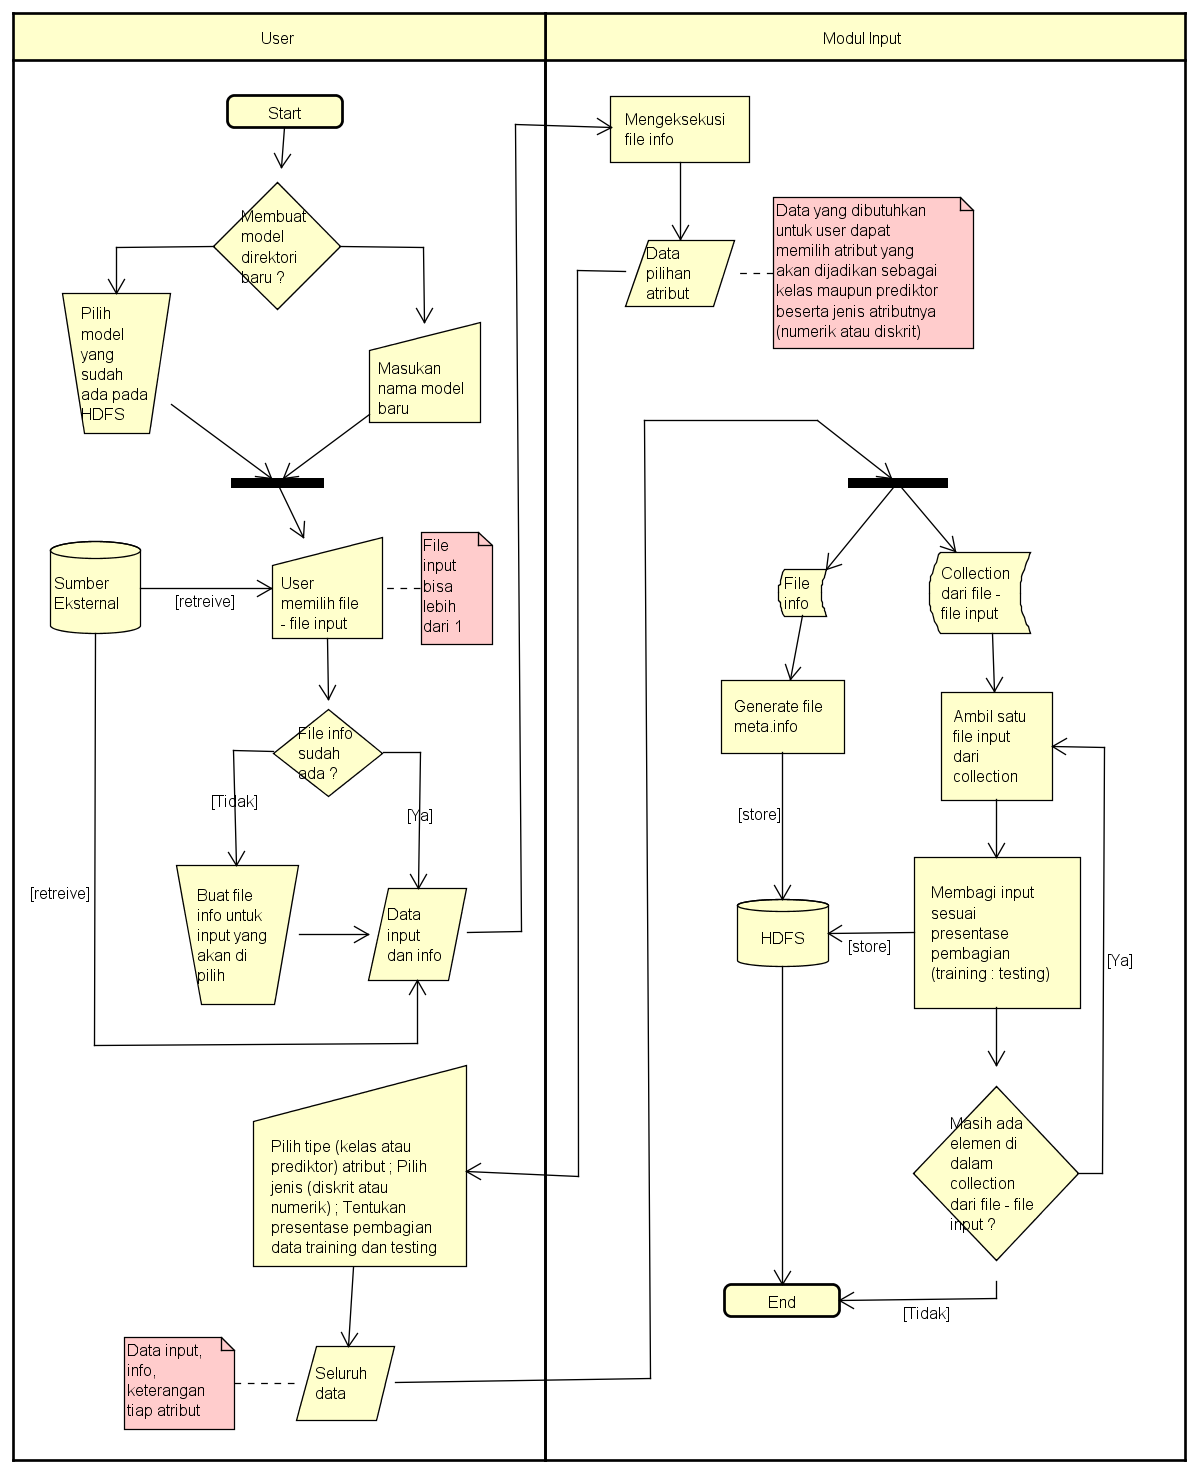 User
Modul Input
Start
Membuat
model
direktori
baru ?
Pilih
model
yang
sudah
ada pada
HDFS
Masukan
nama model
baru
Sumber
Eksternal
[retreive]
User
memilih file
- file input
File
input
bisa
lebih
dari 1
File info
sudah
ada ?
[Tidak]
[Ya]
[retreive]
Buat file
info untuk
input yang
akan di
pilih
Data
input
dan info
Pilih tipe (kelas atau
prediktor) atribut ; Pilih
jenis (diskrit atau
numerik) ; Tentukan
presentase pembagian
data training dan testing
Data input,
info,
keterangan
tiap atribut
Seluruh
data
Mengeksekusi
file info
Data
pilihan
atribut
Data yang dibutuhkan
untuk user dapat
memilih atribut yang
akan dijadikan sebagai
kelas maupun prediktor
beserta jenis atributnya
(numerik atau diskrit)
File
info
Collection
dari file -
file input
Generate file
meta.info
Ambil satu
file input
dari
collection
[store]
Membagi input
sesuai
presentase
pembagian
(training : testing)
HDFS
[store]
[Ya]
Masih ada
elemen di
dalam
collection
dari file - file
input ?
End
[Tidak]